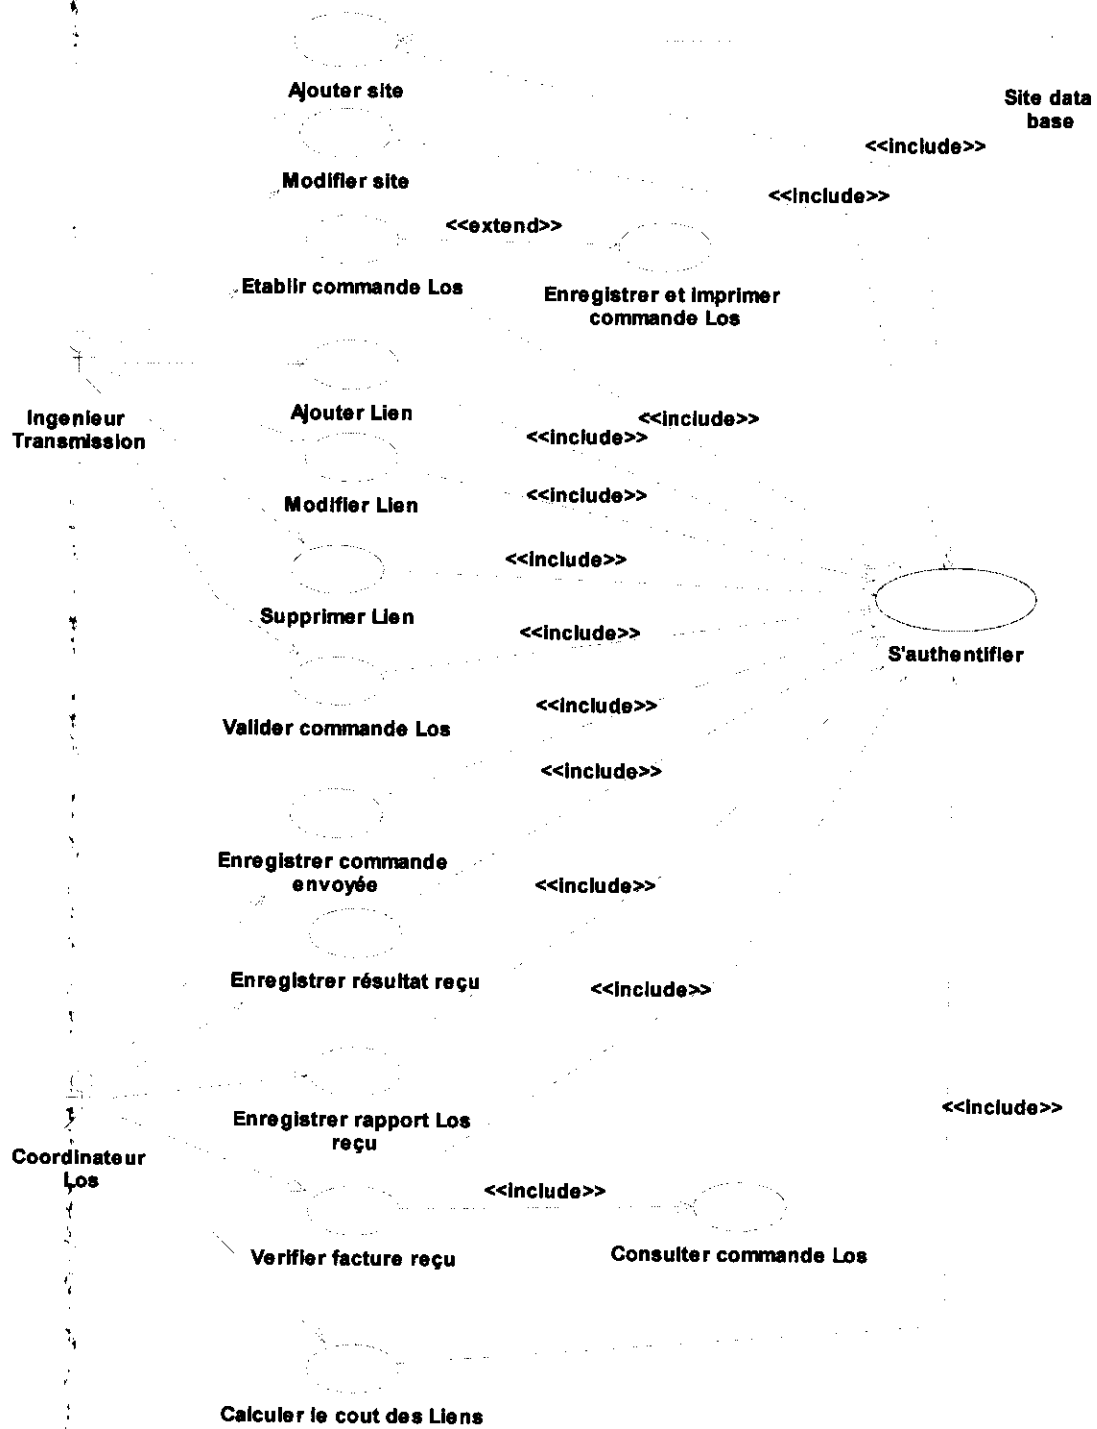 Ajouter site
Site data
base
<<include>>
Modifier site
<<include>>
<<extend>>
Etablir commande Los
Enregistrer et imprimer
commande Los
Ingenieur
Transmission
Ajouter Lien
<<include>>
<<include>>
Modifier Lien
<<include>>
<<include>>
Supprimer Lien
<<include>>
S'authentifier
Valider commande Los
<<include>>
<<include>>
Enregistrer commande
envoyée
<<include>>
Enregistrer résultat reçu
<<include>>
Enregistrer rapport Los
reçu
<<include>>
Coordinateur
Los
<<include>>
Verifier facture reçu
Consulter commande Los
Calculer le cout des Liens